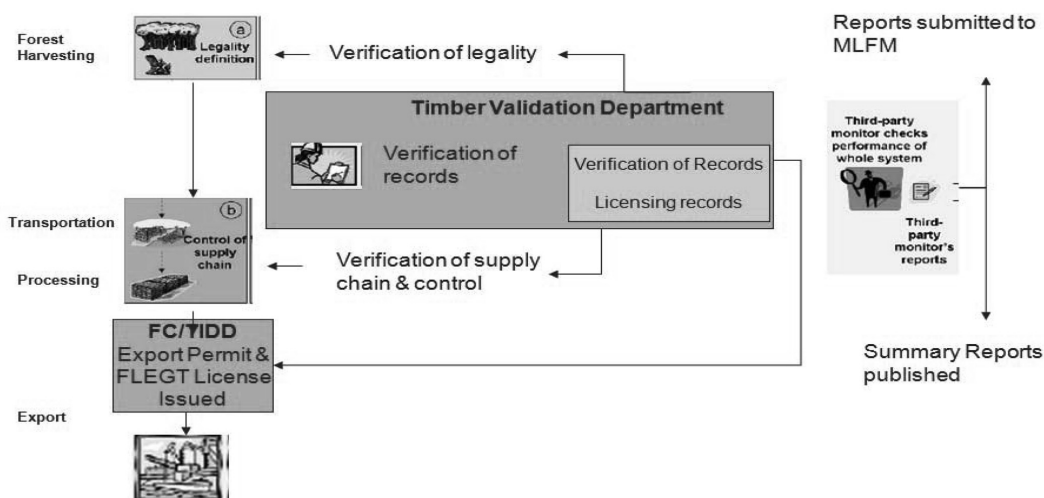 Forest
Harvesting
a
Legality
definition
Verification of legality
Reports submitted to
MLFM
Timber Validation Department
Verification of
records
Verification of Records
Licensing records
Third-party
monitor checks
performance of
whole system
Third-
party
monitor's
reports
Transportation
b
Control of
supply
chain
Processing
Verification of supply
chain & control
FC/TIDD
Export Permit &
FLEGT License
Issued
Summary Reports
published
Export